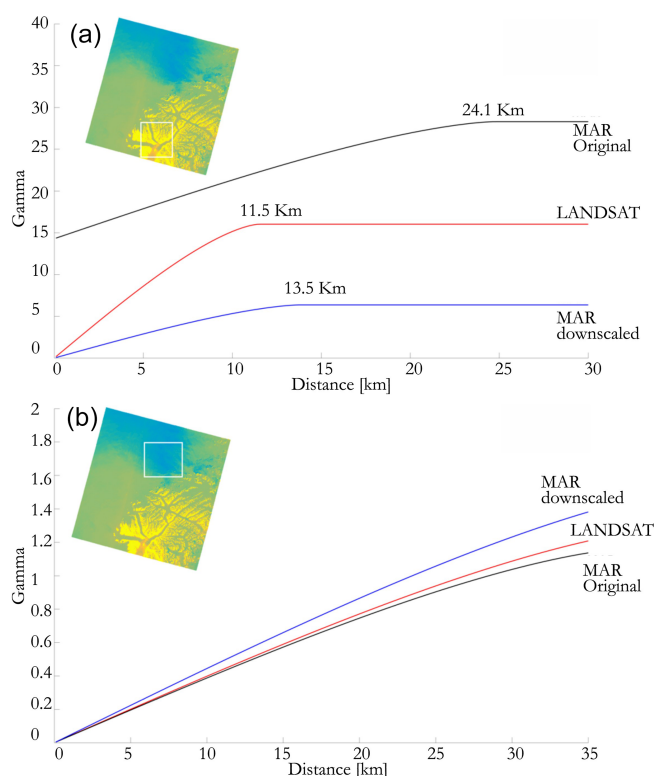 (a)
40
35
30
25
20
15
10
5
0
Gamma
24.1 Km
MAR
Original
11.5 Km
LANDSAT
13.5 Km
MAR
downscaled
0 5 10 15 20 25 30
Distance [km]
(b)
2
1.8
1.6
1.4
1.2
1
0.8
0.6
0.4
0.2
0
Gamma
MAR
downscaled
LANDSAT
MAR
Original
0 5 10 15 20 25 30 35
Distance [km]